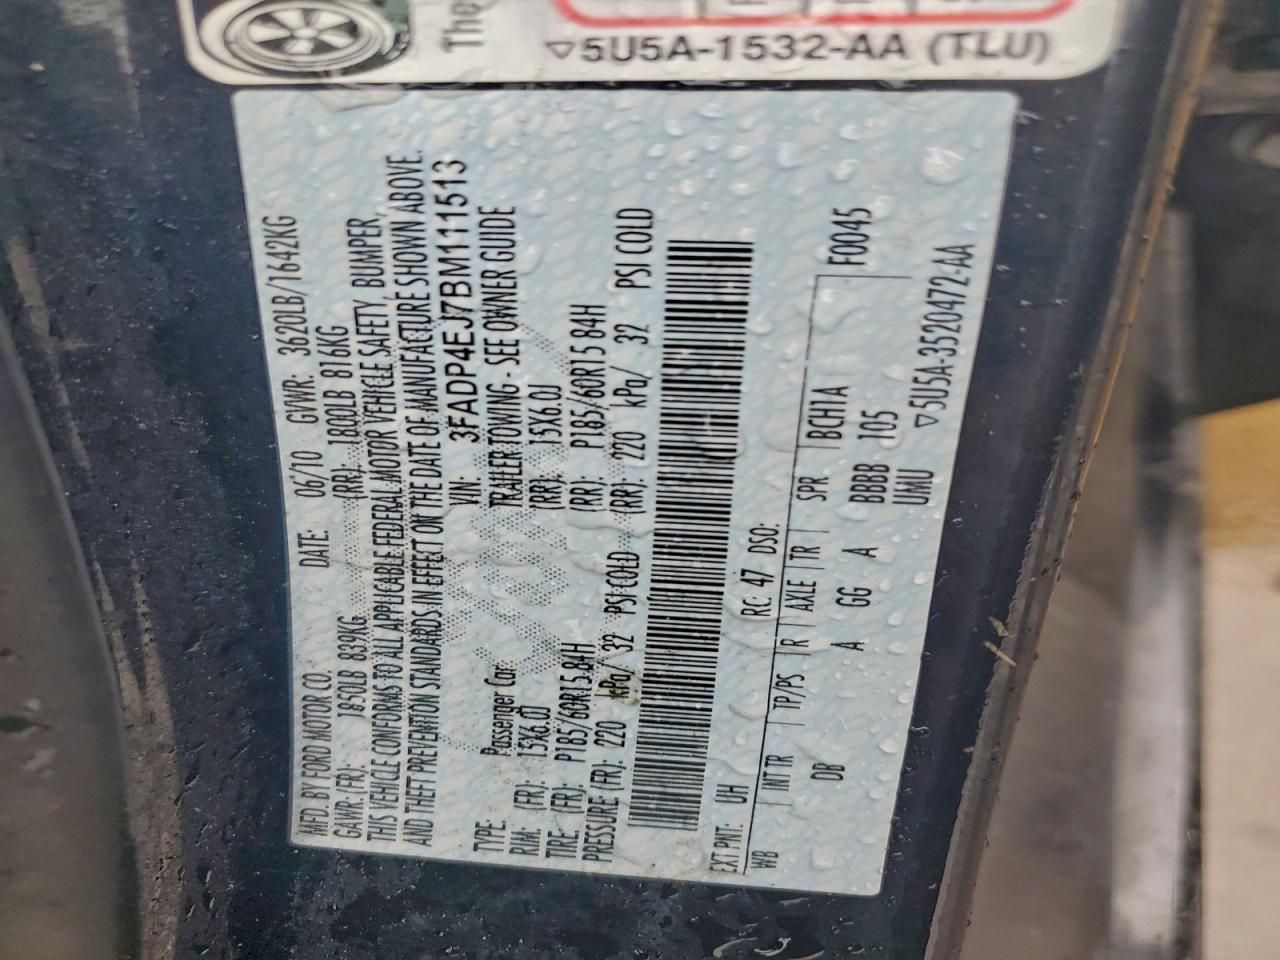 The
▽5U5A-1532-AA (TLU)
MFD. BY FORD MOTOR CO. DATE: 06/10 GVWR: 3620LB/1642KG
GAWR: (FR): 1850LB 839KG (RR): 1800LB 816KG
THIS VEHICLE CONFORMS TO ALL APPLICABLE FEDERAL MOTOR VEHICLE SAFETY, BUMPER,
AND THEFT PREVENTION STANDARDS IN EFFECT ON THE DATE OF MANUFACTURE SHOWN ABOVE.
VIN: 3FADP4EJ7BM111513
TYPE: Passenger Car TRAILER TOWING - SEE OWNER GUIDE
RIM: (FR): 15X6.0J (RR): 15X6.0J
TIRE: (FR): P185/60R15 84H (RR): P185/60R15 84H
PRESSURE (FR): 220 kPa/ 32 PSI COLD (RR): 220 kPa/ 32 PSI COLD
EXT PNT: UH RC: 47 DSO:
WB INT TR TP/PS R AXLE TR SPR BCHIA F0045
DB A GG A BBBB 105
UMU ▽5U5A-3520472-AA